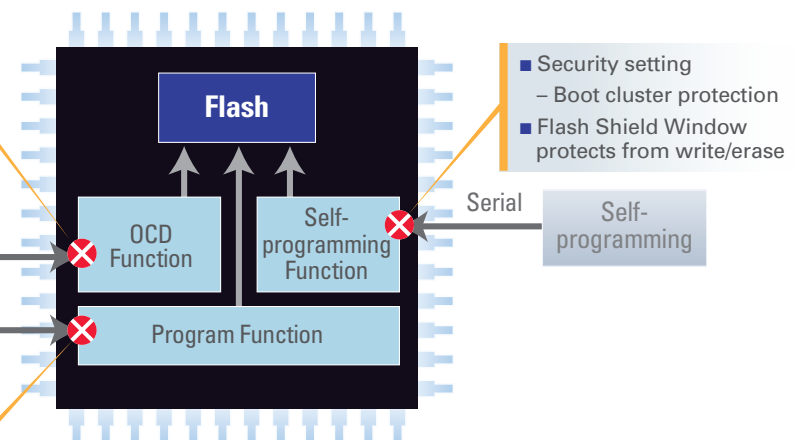 ■ Security setting
– Boot cluster protection
■ Flash Shield Window
protects from write/erase
Flash
OCD
Function
Self-
programming
Function
Serial
Self-
programming
Program Function